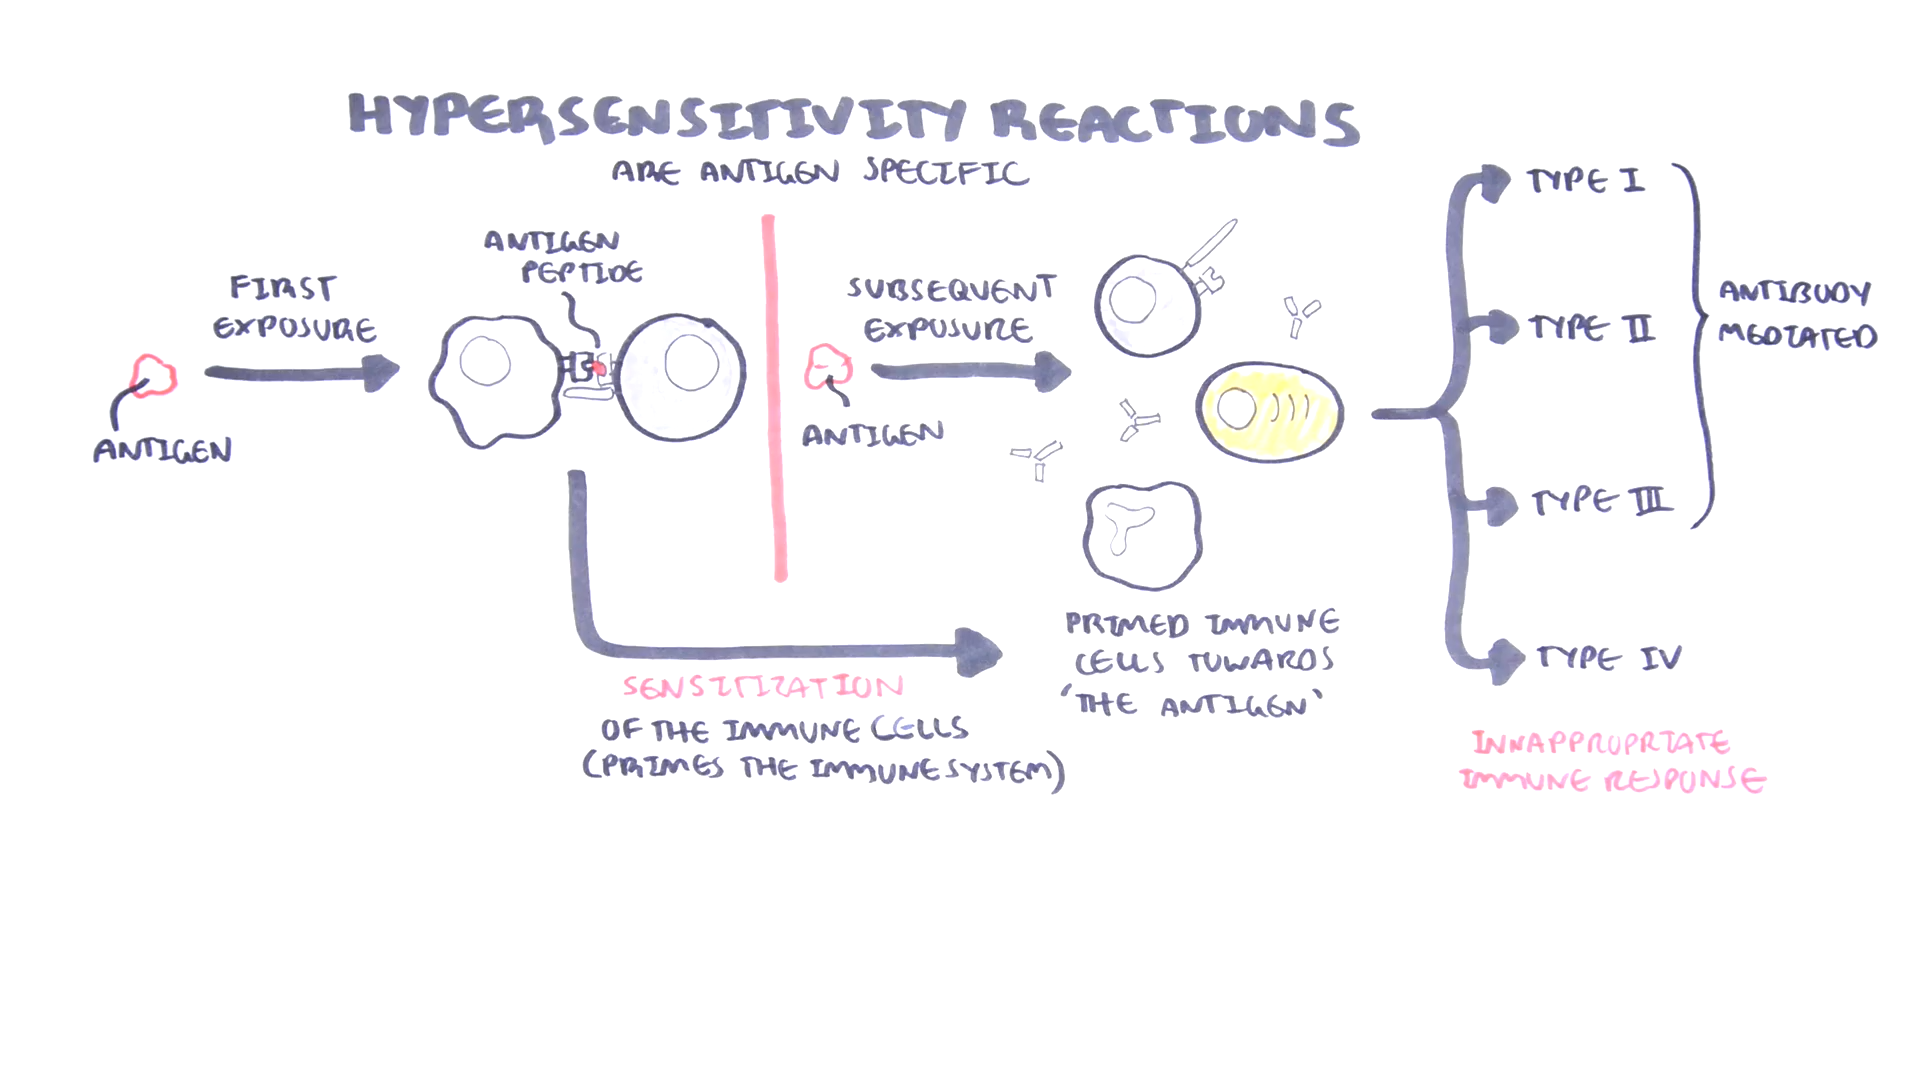 HYPERSENSITIVITY REACTIONS
ARE ANTIGEN SPECIFIC
FIRST
EXPOSURE
ANTIGEN
ANTIGEN
PEPTIDE
SENSITIZATION
OF THE IMMUNE CELLS
(PRIMES THE IMMUNE SYSTEM)
SUBSEQUENT
EXPOSURE
ANTIGEN
PRIMED IMMUNE
CELLS TOWARDS
'THE ANTIGEN'
TYPE I
TYPE II
TYPE III
TYPE IV
ANTIBODY
MEDIATED
INNAPPROPRIATE
IMMUNE RESPONSE